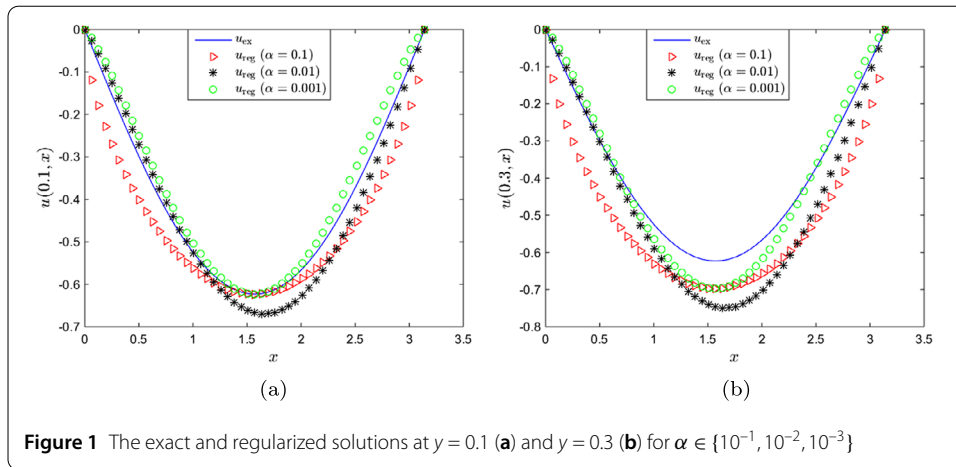 u_ex
u_reg (α = 0.1)
u_reg (α = 0.01)
u_reg (α = 0.001)
0
-0.1
-0.2
-0.3
-0.4
-0.5
-0.6
-0.7
u(0.1, x)
0 0.5 1 1.5 2 2.5 3 3.5
x
(a)
u_ex
u_reg (α = 0.1)
u_reg (α = 0.01)
u_reg (α = 0.001)
0
-0.1
-0.2
-0.3
-0.4
-0.5
-0.6
-0.7
-0.8
u(0.3, x)
0 0.5 1 1.5 2 2.5 3 3.5
x
(b)
Figure 1 The exact and regularized solutions at y = 0.1 (a) and y = 0.3 (b) for α ∈ {10⁻¹, 10⁻², 10⁻³}